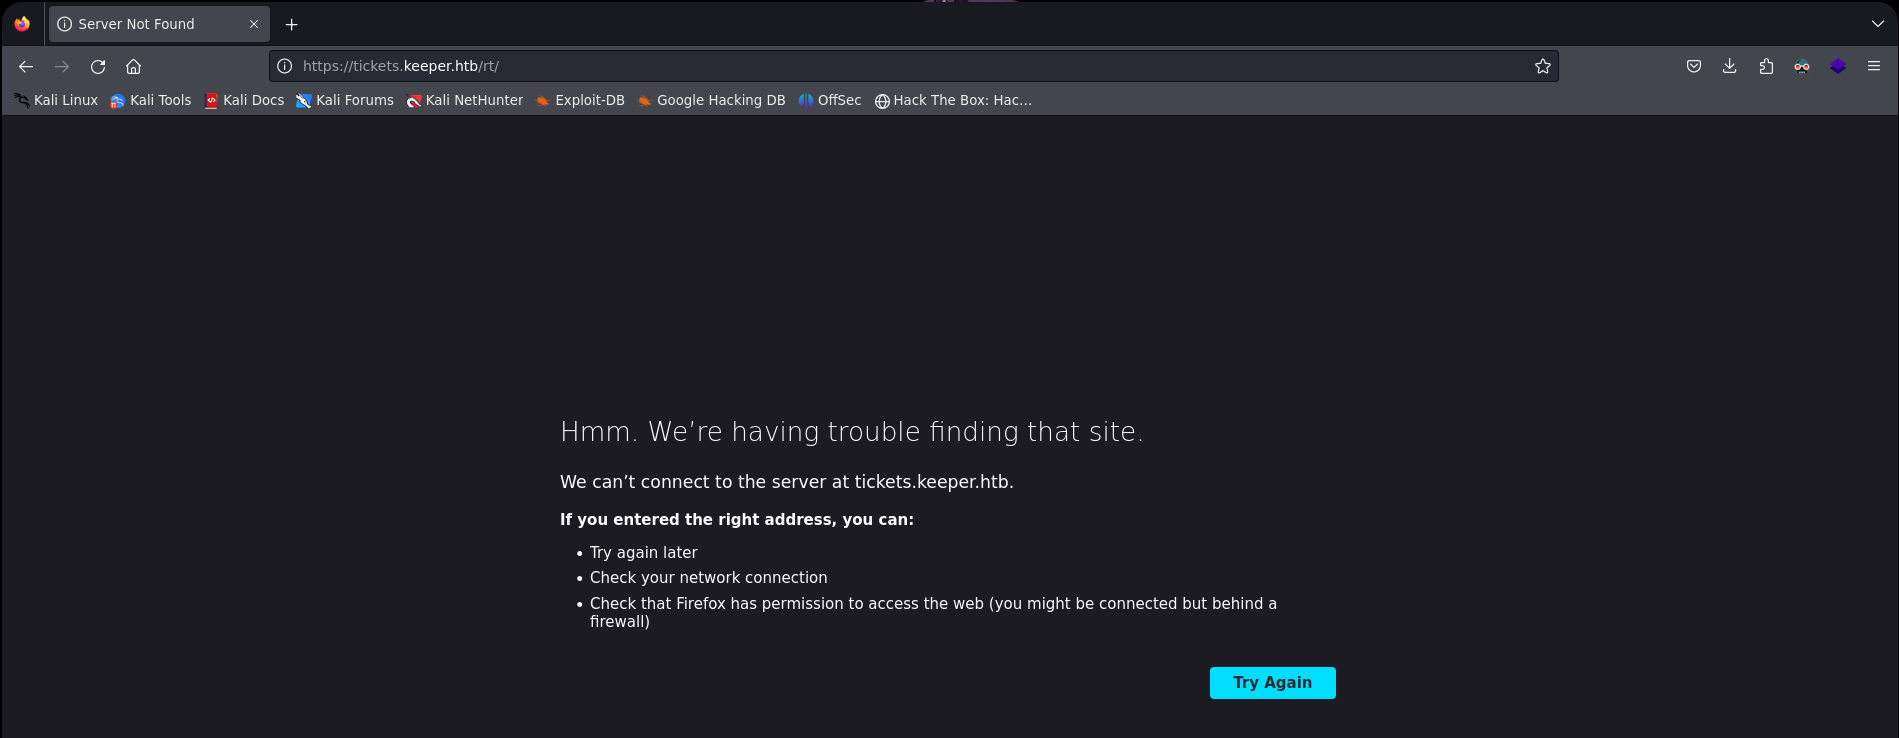 Server Not Found
https://tickets.keeper.htb/rt/
Kali Linux Kali Tools Kali Docs Kali Forums Kali NetHunter Exploit-DB Google Hacking DB OffSec Hack The Box: Hac...
Hmm. We're having trouble finding that site.
We can't connect to the server at tickets.keeper.htb.
If you entered the right address, you can:
• Try again later
• Check your network connection
• Check that Firefox has permission to access the web (you might be connected but behind a
firewall)
Try Again